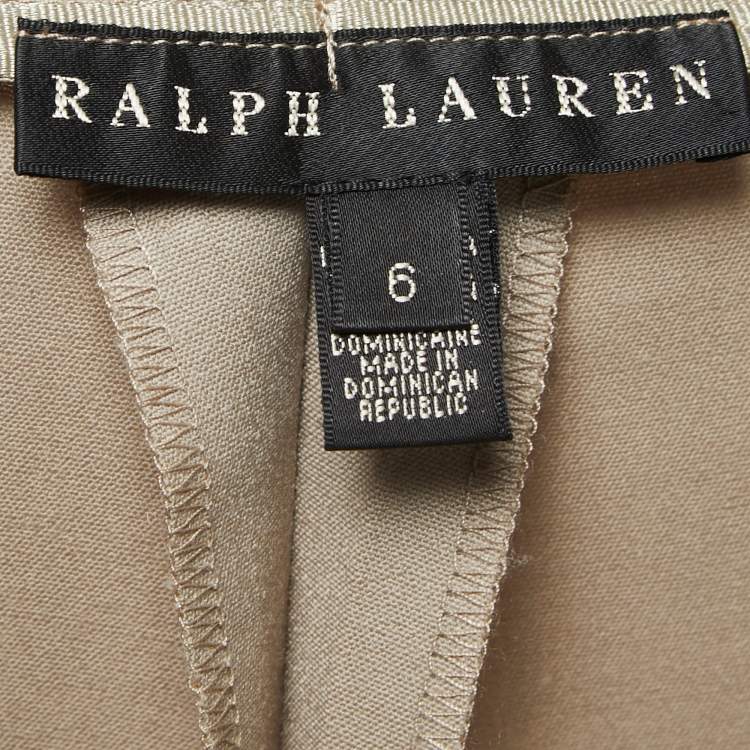 RALPH LAUREN
6
DOMINICAINE
MADE IN
DOMINICAN
REPUBLIC